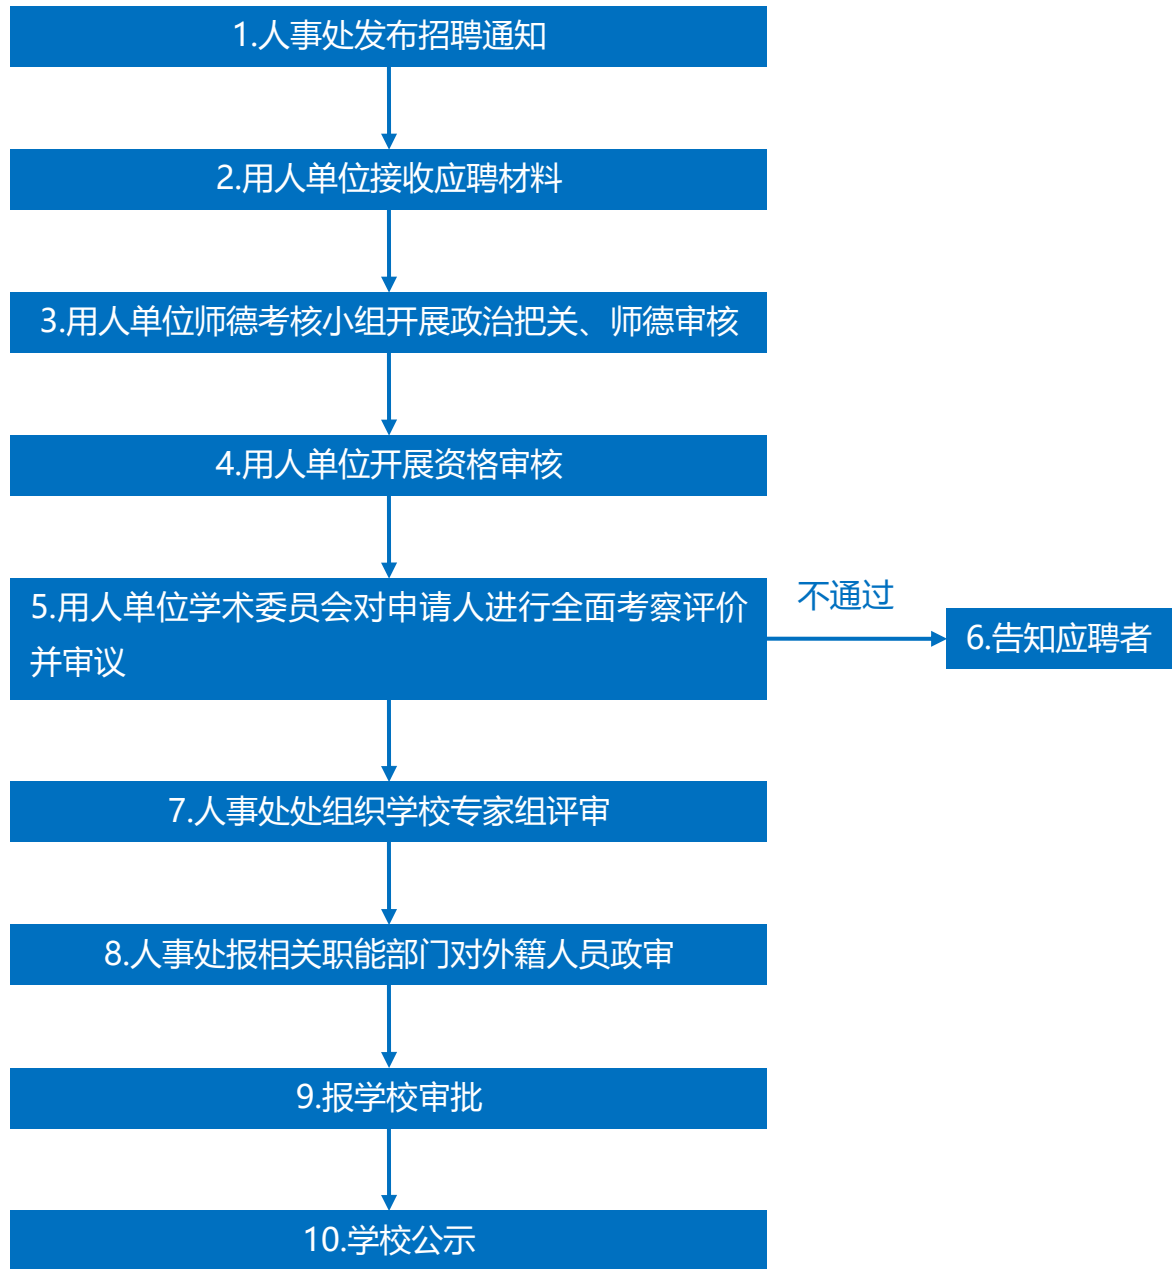 1.人事处发布招聘通知
2.用人单位接收应聘材料
3.用人单位师德考核小组开展政治把关、师德审核
4.用人单位开展资格审核
5.用人单位学术委员会对申请人进行全面考察评价
并审议
不通过
6.告知应聘者
7.人事处处组织学校专家组评审
8.人事处报相关职能部门对外籍人员政审
9.报学校审批
10.学校公示